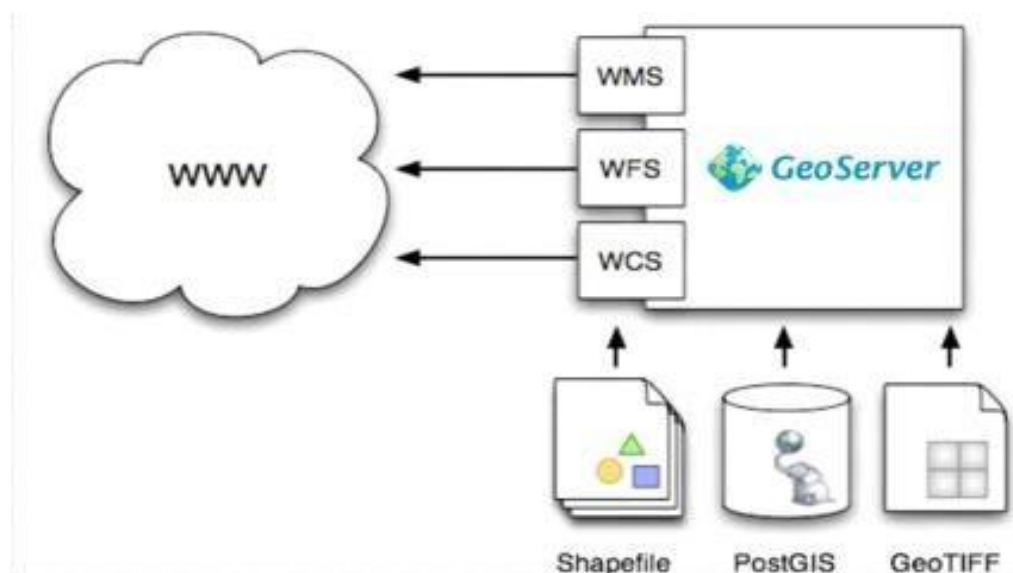 WMS
WWW
WFS
GeoServer
WCS
Shapefile
PostGIS
GeoTIFF